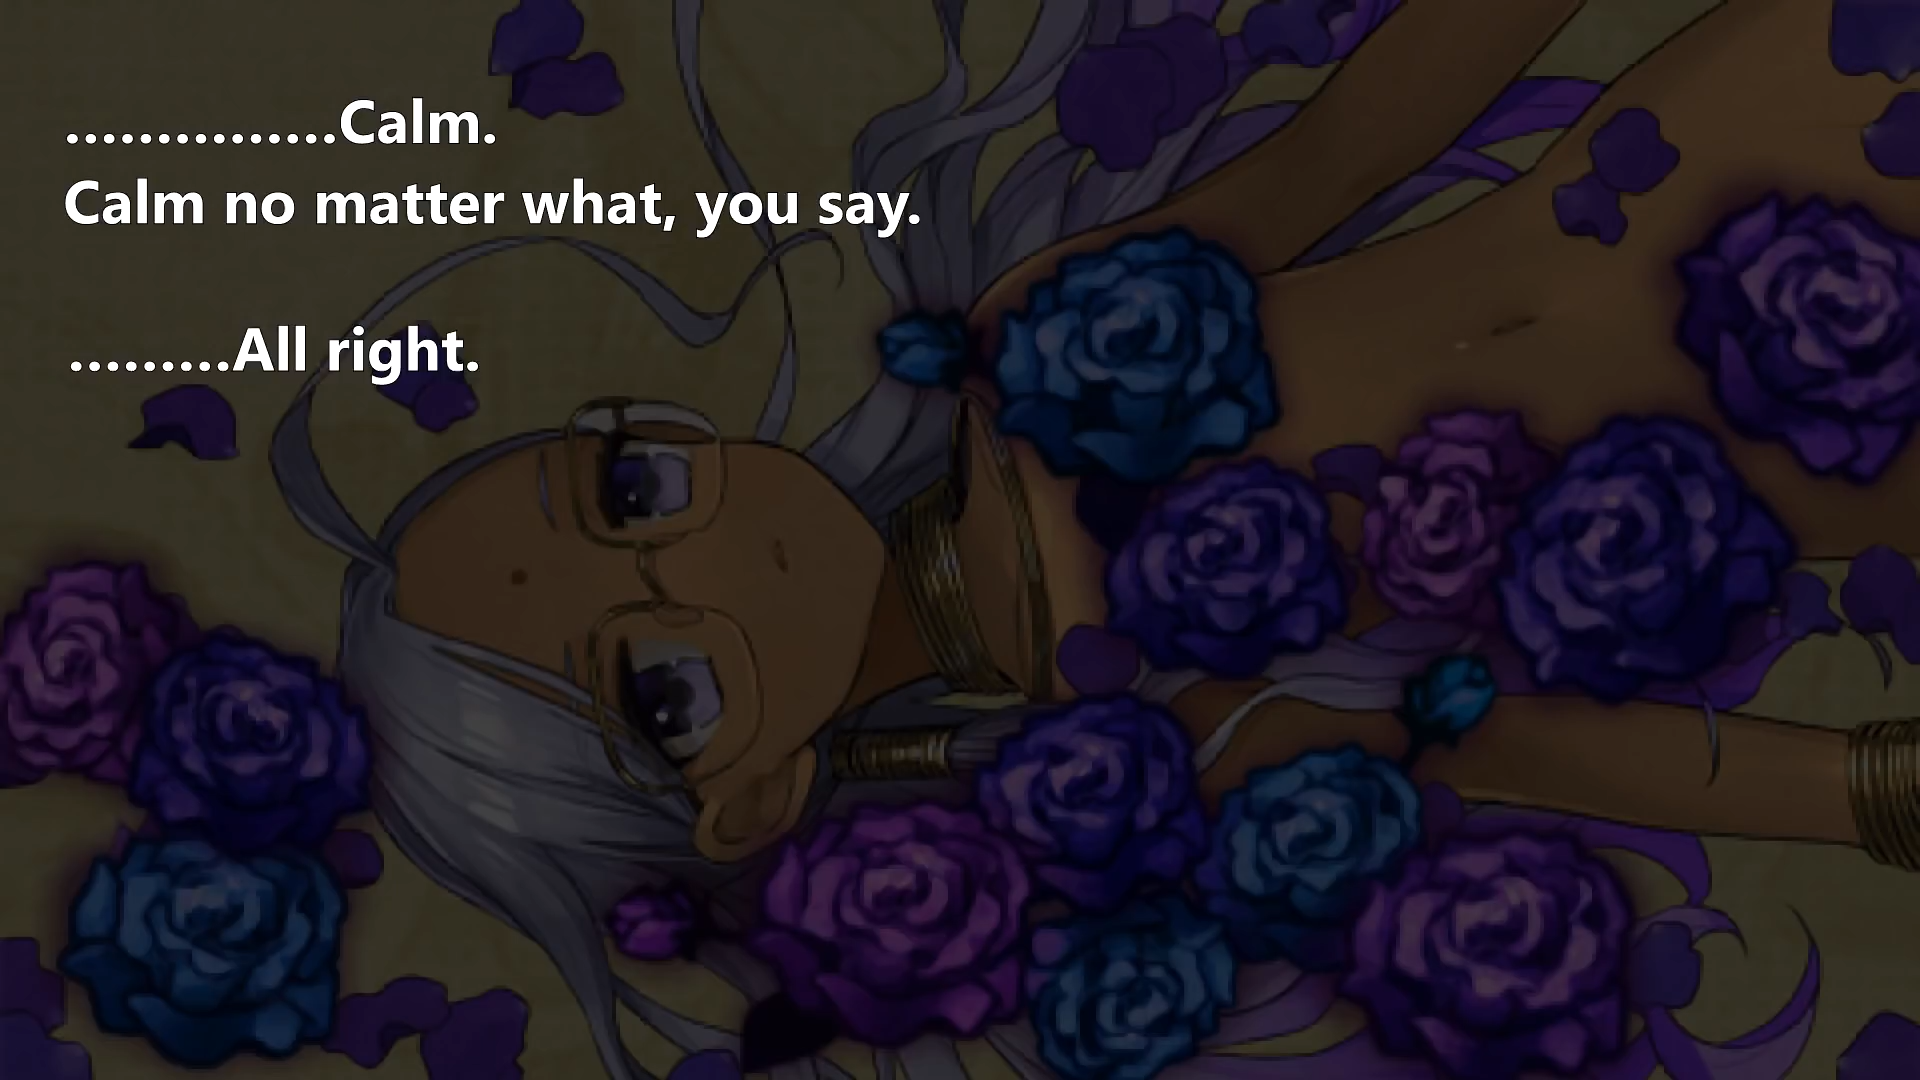 ...............Calm.
Calm no matter what, you say.
.........All right.